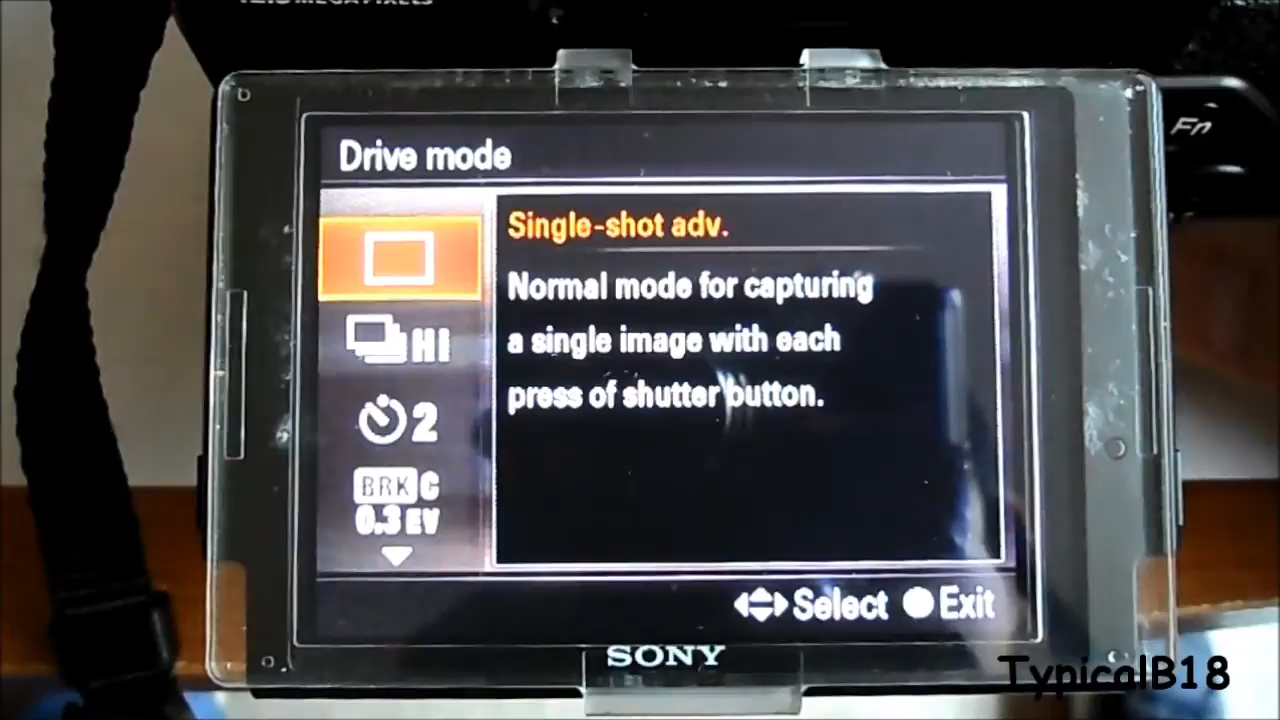 Fn
Drive mode
Single-shot adv.
Normal mode for capturing
a single image with each
press of shutter button.
HI
2
BRK C
0.3 EV
Select Exit
SONY
TypicalB18